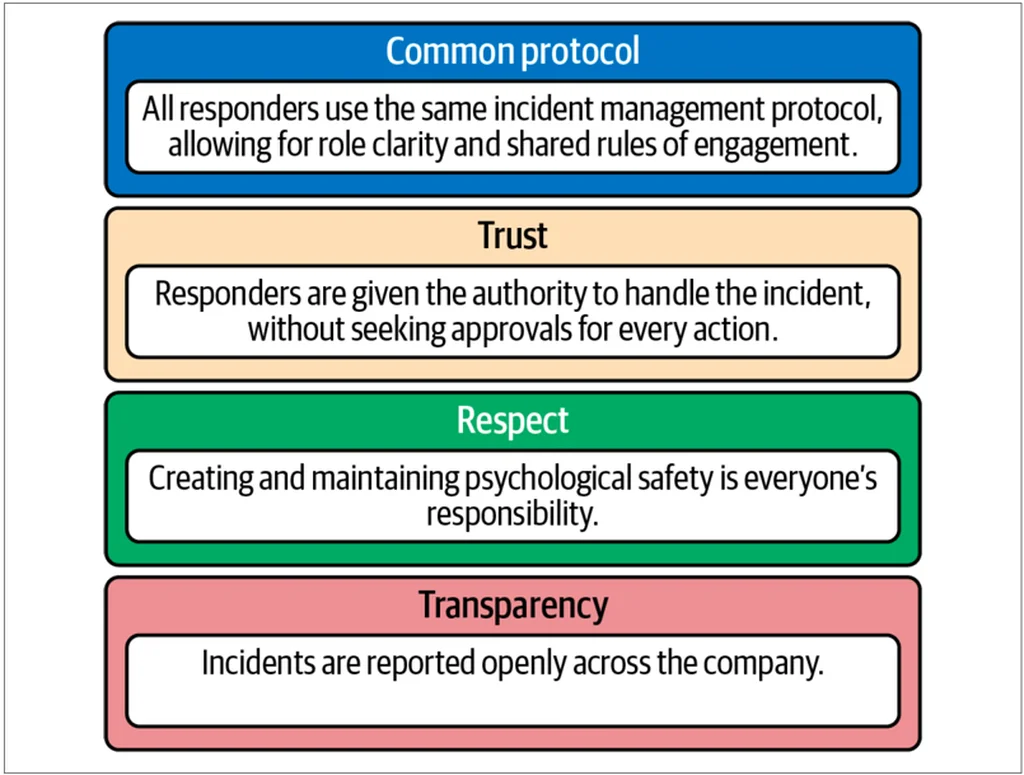 Common protocol
All responders use the same incident management protocol,
allowing for role clarity and shared rules of engagement.
Trust
Responders are given the authority to handle the incident,
without seeking approvals for every action.
Respect
Creating and maintaining psychological safety is everyone’s
responsibility.
Transparency
Incidents are reported openly across the company.